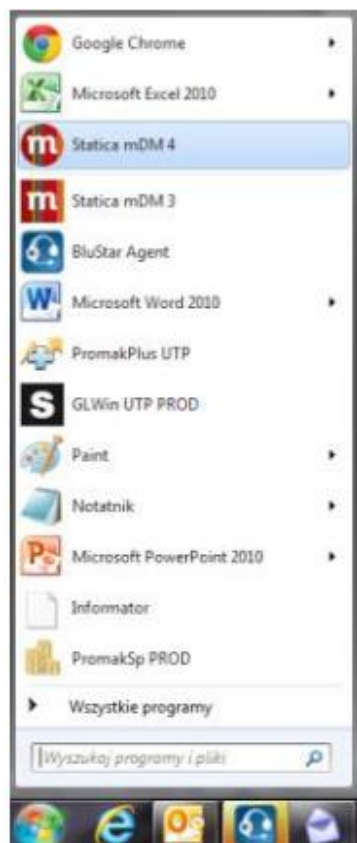 Google Chrome
Microsoft Excel 2010
Statica mDM 4
Statica mDM 3
BluStar Agent
Microsoft Word 2010
PromakPlus UTP
GLWin UTP PROD
Paint
Notatnik
Microsoft PowerPoint 2010
Informator
PromakSp PROD
Wszystkie programy
Wyszukaj programy i pliki